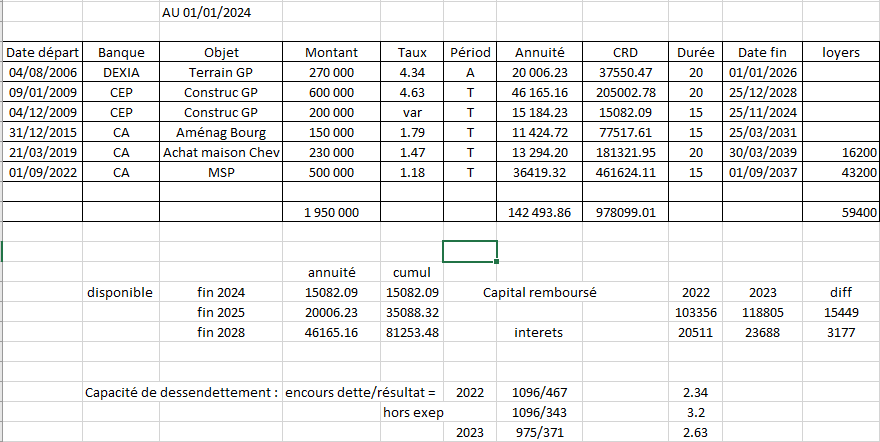 AU 01/01/2024
Date départ Banque Objet Montant Taux Périod Annuité CRD Durée Date fin loyers
04/08/2006 DEXIA Terrain GP 270 000 4.34 A 20 006.23 37550.47 20 01/01/2026
09/01/2009 CEP Construc GP 600 000 4.63 T 46 165.16 205002.78 20 25/12/2028
04/12/2009 CEP Construc GP 200 000 var T 15 184.23 15082.09 15 25/11/2024
31/12/2015 CA Aménag Bourg 150 000 1.79 T 11 424.72 77517.61 15 25/03/2031
21/03/2019 CA Achat maison Chev 230 000 1.47 T 13 294.20 181321.95 20 30/03/2039 16200
01/09/2022 CA MSP 500 000 1.18 T 36419.32 461624.11 15 01/09/2037 43200
1 950 000 142 493.86 978099.01 59400
annuité cumul
disponible fin 2024 15082.09 15082.09 Capital remboursé 2022 2023 diff
fin 2025 20006.23 35088.32 103356 118805 15449
fin 2028 46165.16 81253.48 interets 20511 23688 3177
Capacité de dessendettement : encours dette/résultat = 2022 1096/467 2.34
hors exep 1096/343 3.2
2023 975/371 2.63